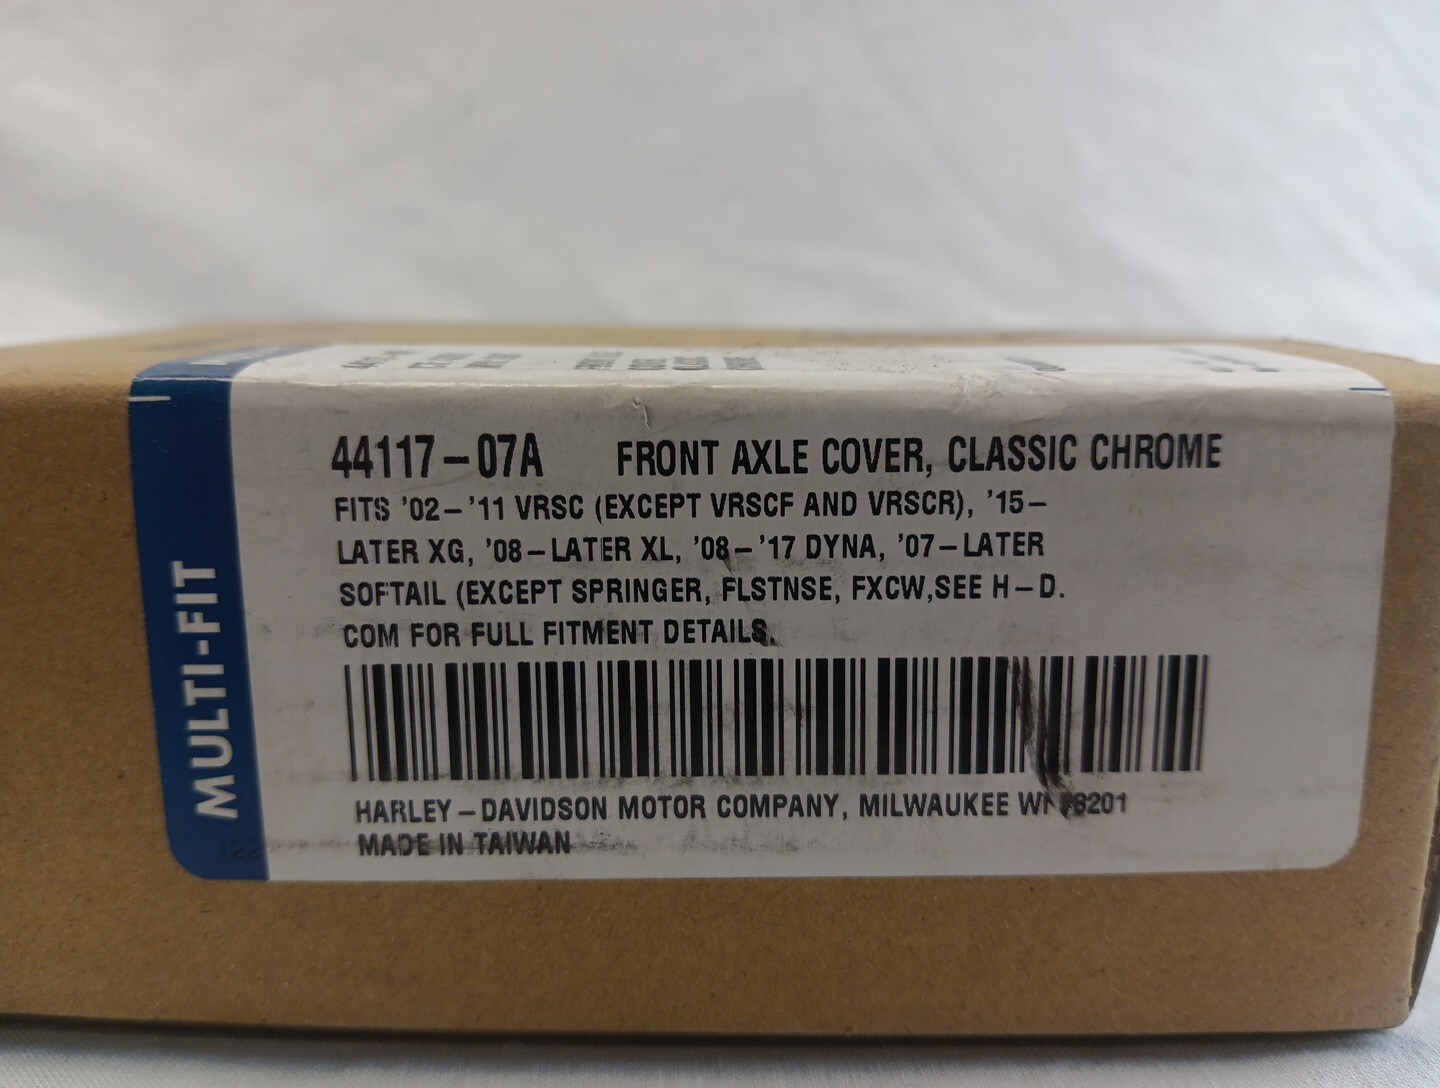 44117-07A FRONT AXLE COVER, CLASSIC CHROME
FITS '02-'11 VRSC (EXCEPT VRSCF AND VRSCR), '15-
LATER XG, '08-LATER XL, '08-'17 DYNA, '07-LATER
SOFTAIL (EXCEPT SPRINGER, FLSTNSE, FXCW,SEE H-D.
COM FOR FULL FITMENT DETAILS.
HARLEY-DAVIDSON MOTOR COMPANY, MILWAUKEE WI
MADE IN TAIWAN
MULTI-FIT